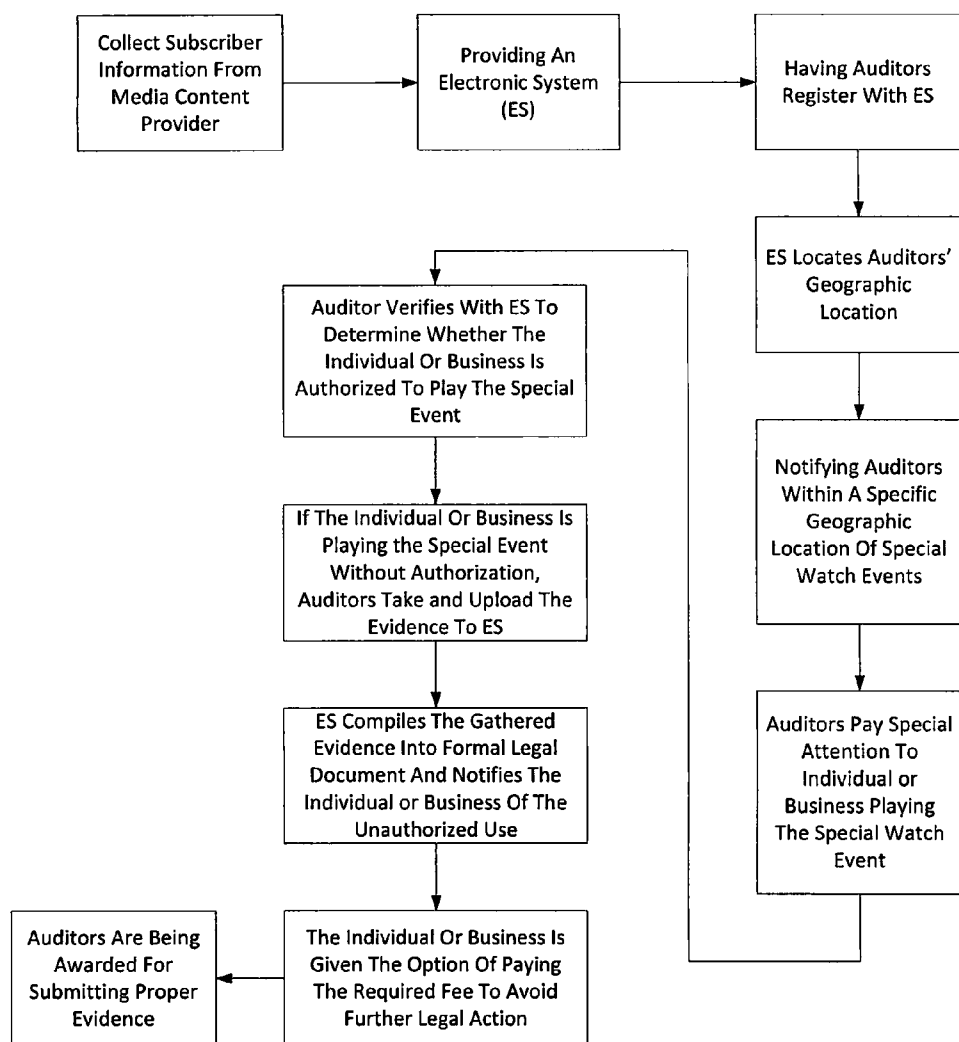 Collect Subscriber
Information From
Media Content
Provider
Providing An
Electronic System
(ES)
Having Auditors
Register With ES
ES Locates Auditors’
Geographic
Location
Notifying Auditors
Within A Specific
Geographic
Location Of Special
Watch Events
Auditors Pay Special
Attention To
Individual or
Business Playing
The Special Watch
Event
Auditor Verifies With ES To
Determine Whether The
Individual Or Business Is
Authorized To Play The Special
Event
If The Individual Or Business Is
Playing the Special Event
Without Authorization,
Auditors Take and Upload The
Evidence To ES
ES Compiles The Gathered
Evidence Into Formal Legal
Document And Notifies The
Individual or Business Of The
Unauthorized Use
The Individual Or Business Is
Given The Option Of Paying
The Required Fee To Avoid
Further Legal Action
Auditors Are Being
Awarded For
Submitting Proper
Evidence